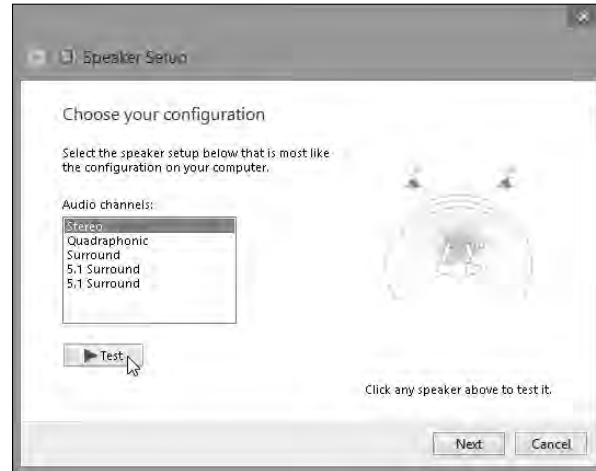 Speaker Setup
Choose your configuration
Select the speaker setup below that is most like
the configuration on your computer.
Audio channels:
Stereo
Quadraphonic
Surround
5.1 Surround
5.1 Surround
Test
Click any speaker above to test it.
Next
Cancel